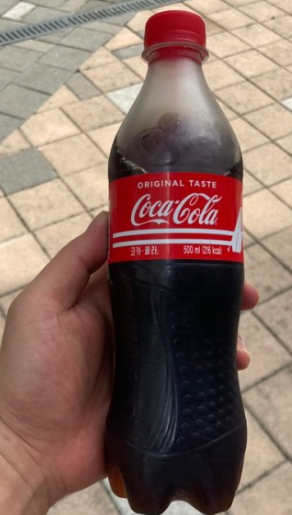 ORIGINAL TASTE
Coca-Cola
코카-콜라. 500 ml (216 kcal)